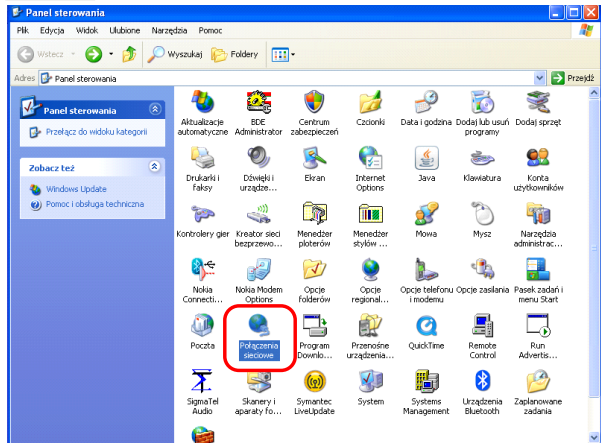 Panel sterowania
Plik Edycja Widok Ulubione Narzędzia Pomoc
Wstecz Wyszukaj Foldery
Adres Panel sterowania Przejdź
Panel sterowania
Przełącz do widoku kategorii
Zobacz też
Windows Update
Pomoc i obsługa techniczna
Aktualizacje automatyczne
BDE Administrator
Centrum zabezpieczeń
Czcionki
Data i godzina
Dodaj lub usuń programy
Dodaj sprzęt
Drukarki i faksy
Dźwięki i urządze...
Ekran
Internet Options
Java
Klawiatura
Konta użytkowników
Kontrolery gier
Kreator sieci bezprzewo...
Menedżer ploterów
Menedżer stylów ...
Mowa
Mysz
Narzędzia administrac...
Nokia Connecti...
Nokia Modem Options
Opcje folderów
Opcje regional...
Opcje telefonu i modemu
Opcje zasilania
Pasek zadań i menu Start
Poczta
Połączenia sieciowe
Program Downlo...
Przenośne urządzenia...
QuickTime
Remote Control
Run Advertis...
SigmaTel Audio
Skanery i aparaty fo...
Symantec LiveUpdate
System
Systems Management
Urządzenia Bluetooth
Zaplanowane zadania